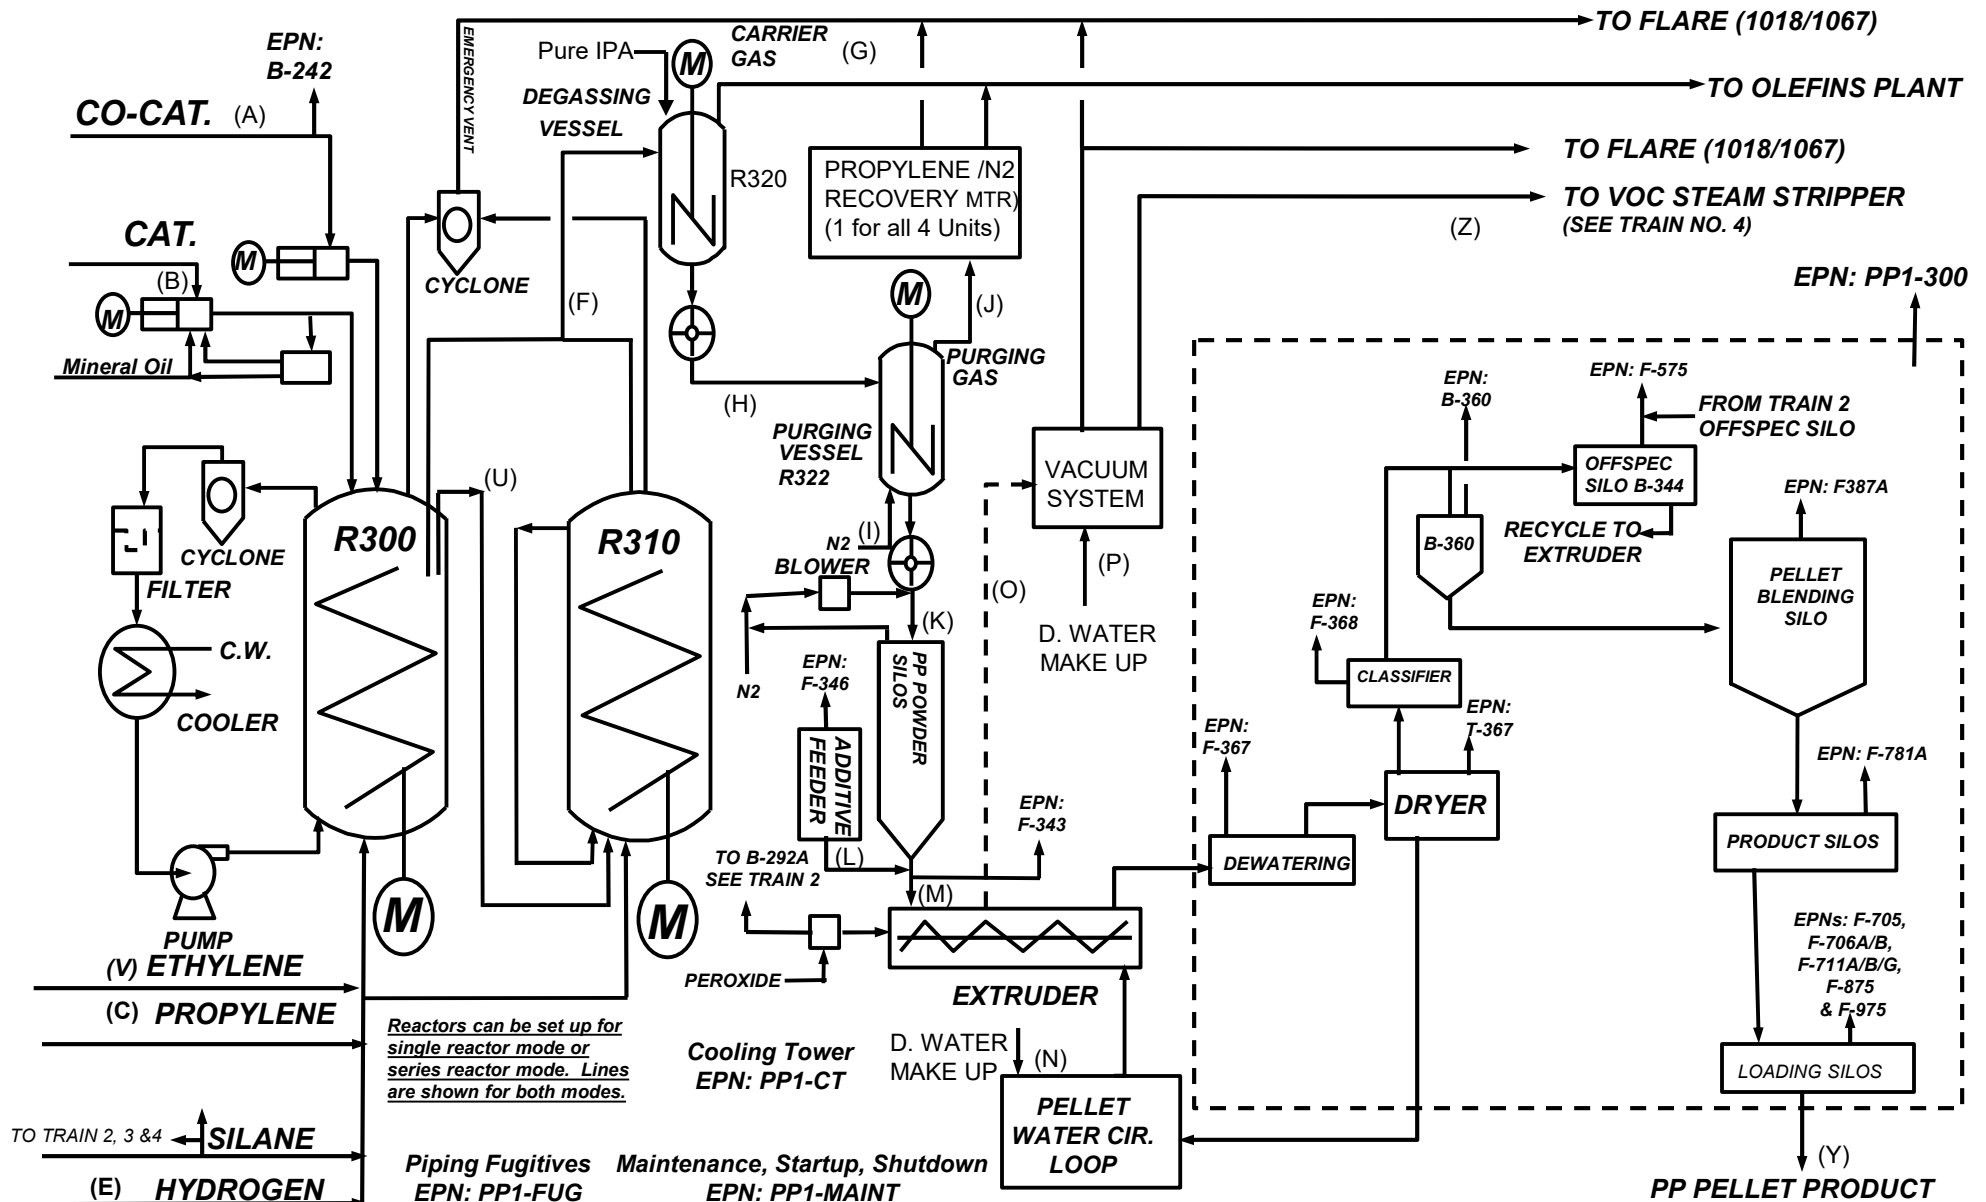 TO FLARE (1018/1067)
EPN:
B-242
EMERGENCY VENT
Pure IPA
M
CARRIER
GAS
(G)
TO OLEFINS PLANT
CO-CAT.
(A)
DEGASSING
VESSEL
TO FLARE (1018/1067)
R320
PROPYLENE /N2
RECOVERY MTR)
(1 for all 4 Units)
TO VOC STEAM STRIPPER
(SEE TRAIN NO. 4)
(Z)
CAT.
(B)
M
M
CYCLONE
(F)
M
(J)
EPN: PP1-300
Mineral Oil
PURGING
GAS
(H)
EPN:
B-360
EPN: F-575
FROM TRAIN 2
OFFSPEC SILO
PURGING
VESSEL
R322
VACUUM
SYSTEM
OFFSPEC
SILO B-344
EPN: F387A
(U)
R300
R310
CYCLONE
FILTER
N2
(I)
BLOWER
(O)
(P)
B-360
RECYCLE TO
EXTRUDER
PELLET
BLENDING
SILO
C.W.
COOLER
N2
(K)
D. WATER
MAKE UP
EPN:
F-368
CLASSIFIER
EPN:
F-346
PP POWDER
SILOS
ADDITIVE
FEEDER
EPN:
F-367
EPN:
T-367
EPN: F-781A
DRYER
EPN:
F-343
(L)
TO B-292A
SEE TRAIN 2
(M)
DEWATERING
PRODUCT SILOS
PUMP
M
M
PEROXIDE
EXTRUDER
EPNs: F-705,
F-706A/B,
F-711A/B/G,
F-875
& F-975
(V) ETHYLENE
(C) PROPYLENE
Reactors can be set up for
single reactor mode or
series reactor mode. Lines
are shown for both modes.
Cooling Tower
EPN: PP1-CT
D. WATER
MAKE UP
(N)
LOADING SILOS
PELLET
WATER CIR.
LOOP
TO TRAIN 2, 3 &4
SILANE
(E) HYDROGEN
Piping Fugitives
EPN: PP1-FUG
Maintenance, Startup, Shutdown
EPN: PP1-MAINT
(Y)
PP PELLET PRODUCT